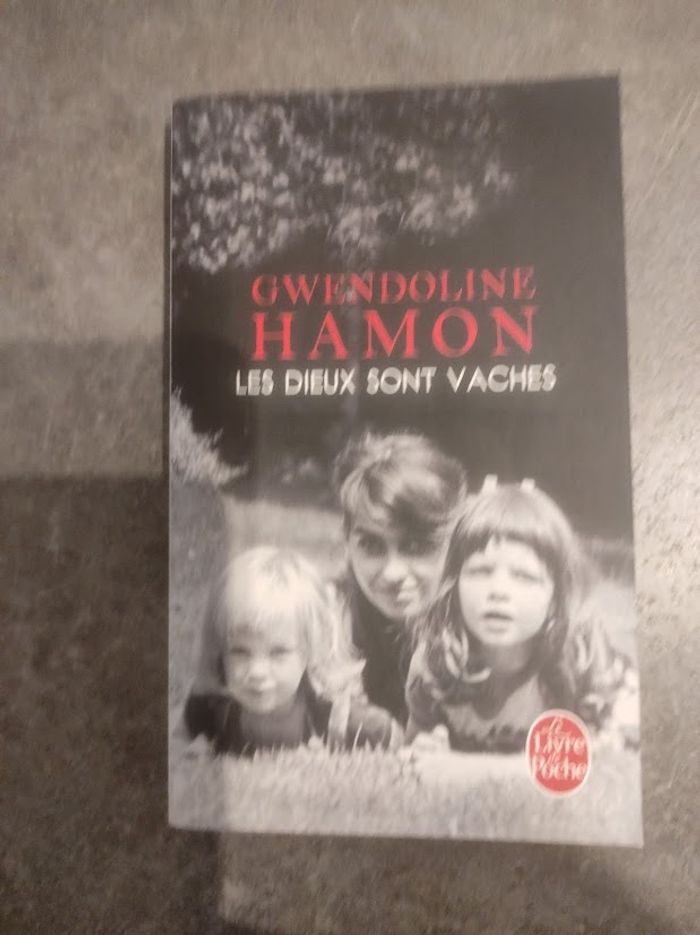 GWENDOLINE
HAMON
LES DIEUX SONT VACHES
Le
Livre
de
Poche